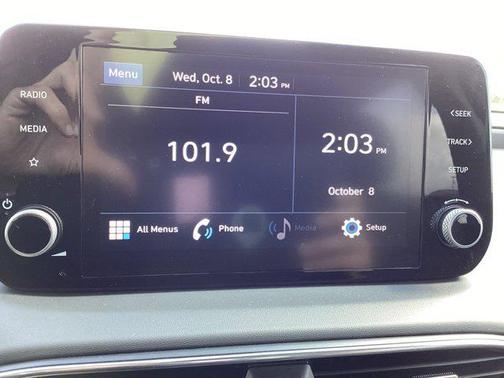 Menu
Wed, Oct. 8 2:03 PM
RADIO
MEDIA
FM
101.9
2:03 PM
October 8
<SEEK
TRACK>
SETUP
All Menus
Phone
Media
Setup